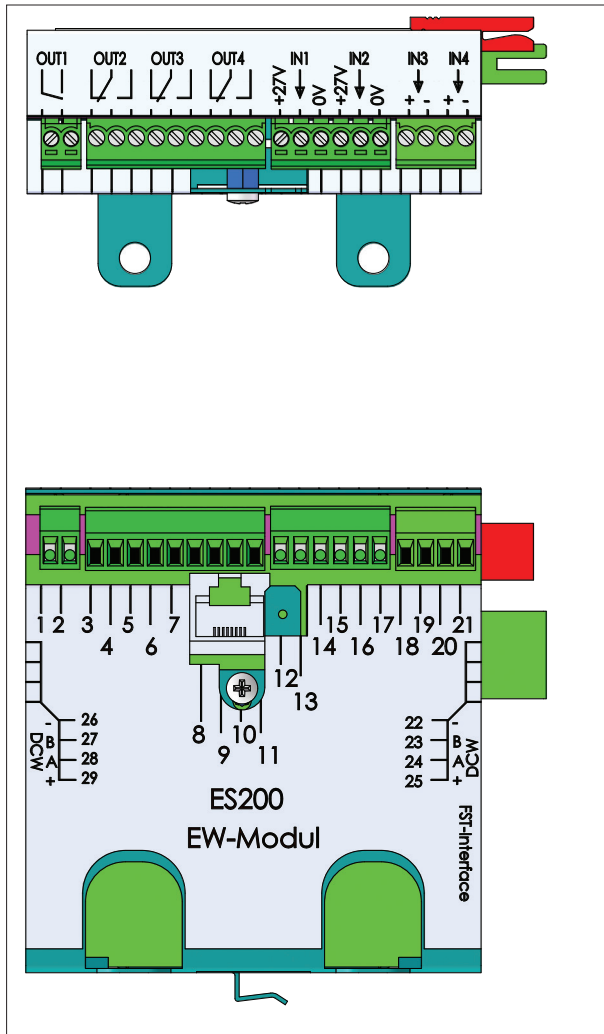 OUT1 OUT2 OUT3 OUT4 IN1 IN2 IN3 IN4
+27V 0V +27V 0V + - + -
1 2 3 5 7 15 17 19 21
4 6 14 16 18 20
12
13
8 10
9 11
- 26
B 27
A 28
+ 29
DCW
22 -
23 B
24 A
25 +
DCW
ES200
EW-Modul
FST-Interface